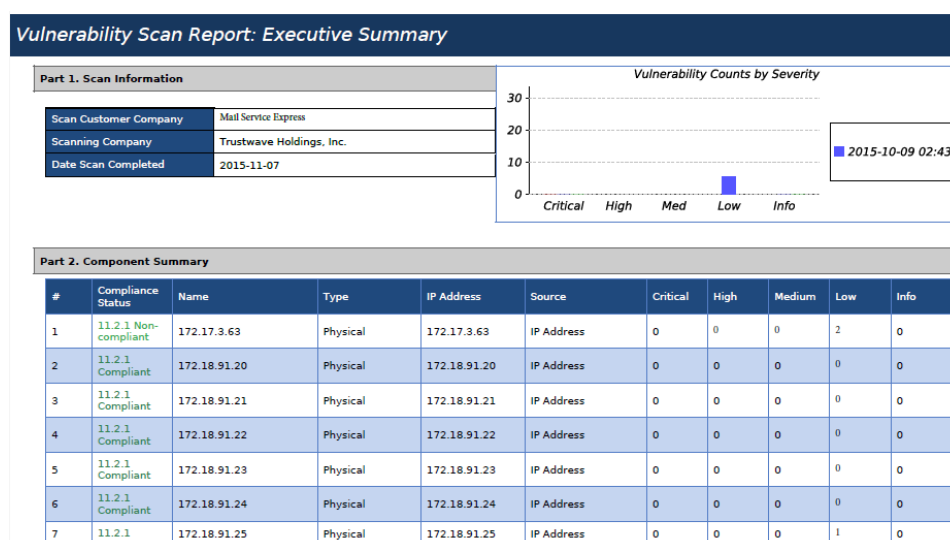 Vulnerability Scan Report: Executive Summary
Part 1. Scan Information
Scan Customer Company Mail Service Express
Scanning Company Trustwave Holdings, Inc.
Date Scan Completed 2015-11-07
Vulnerability Counts by Severity
30
20
10
0
Critical High Med Low Info
2015-10-09 02:43
Part 2. Component Summary
# Compliance Status Name Type IP Address Source Critical High Medium Low Info
1 11.2.1 Non-compliant 172.17.3.63 Physical 172.17.3.63 IP Address 0 0 0 2 0
2 11.2.1 Compliant 172.18.91.20 Physical 172.18.91.20 IP Address 0 0 0 0 0
3 11.2.1 Compliant 172.18.91.21 Physical 172.18.91.21 IP Address 0 0 0 0 0
4 11.2.1 Compliant 172.18.91.22 Physical 172.18.91.22 IP Address 0 0 0 0 0
5 11.2.1 Compliant 172.18.91.23 Physical 172.18.91.23 IP Address 0 0 0 0 0
6 11.2.1 Compliant 172.18.91.24 Physical 172.18.91.24 IP Address 0 0 0 0 0
7 11.2.1 172.18.91.25 Physical 172.18.91.25 IP Address 0 0 0 1 0